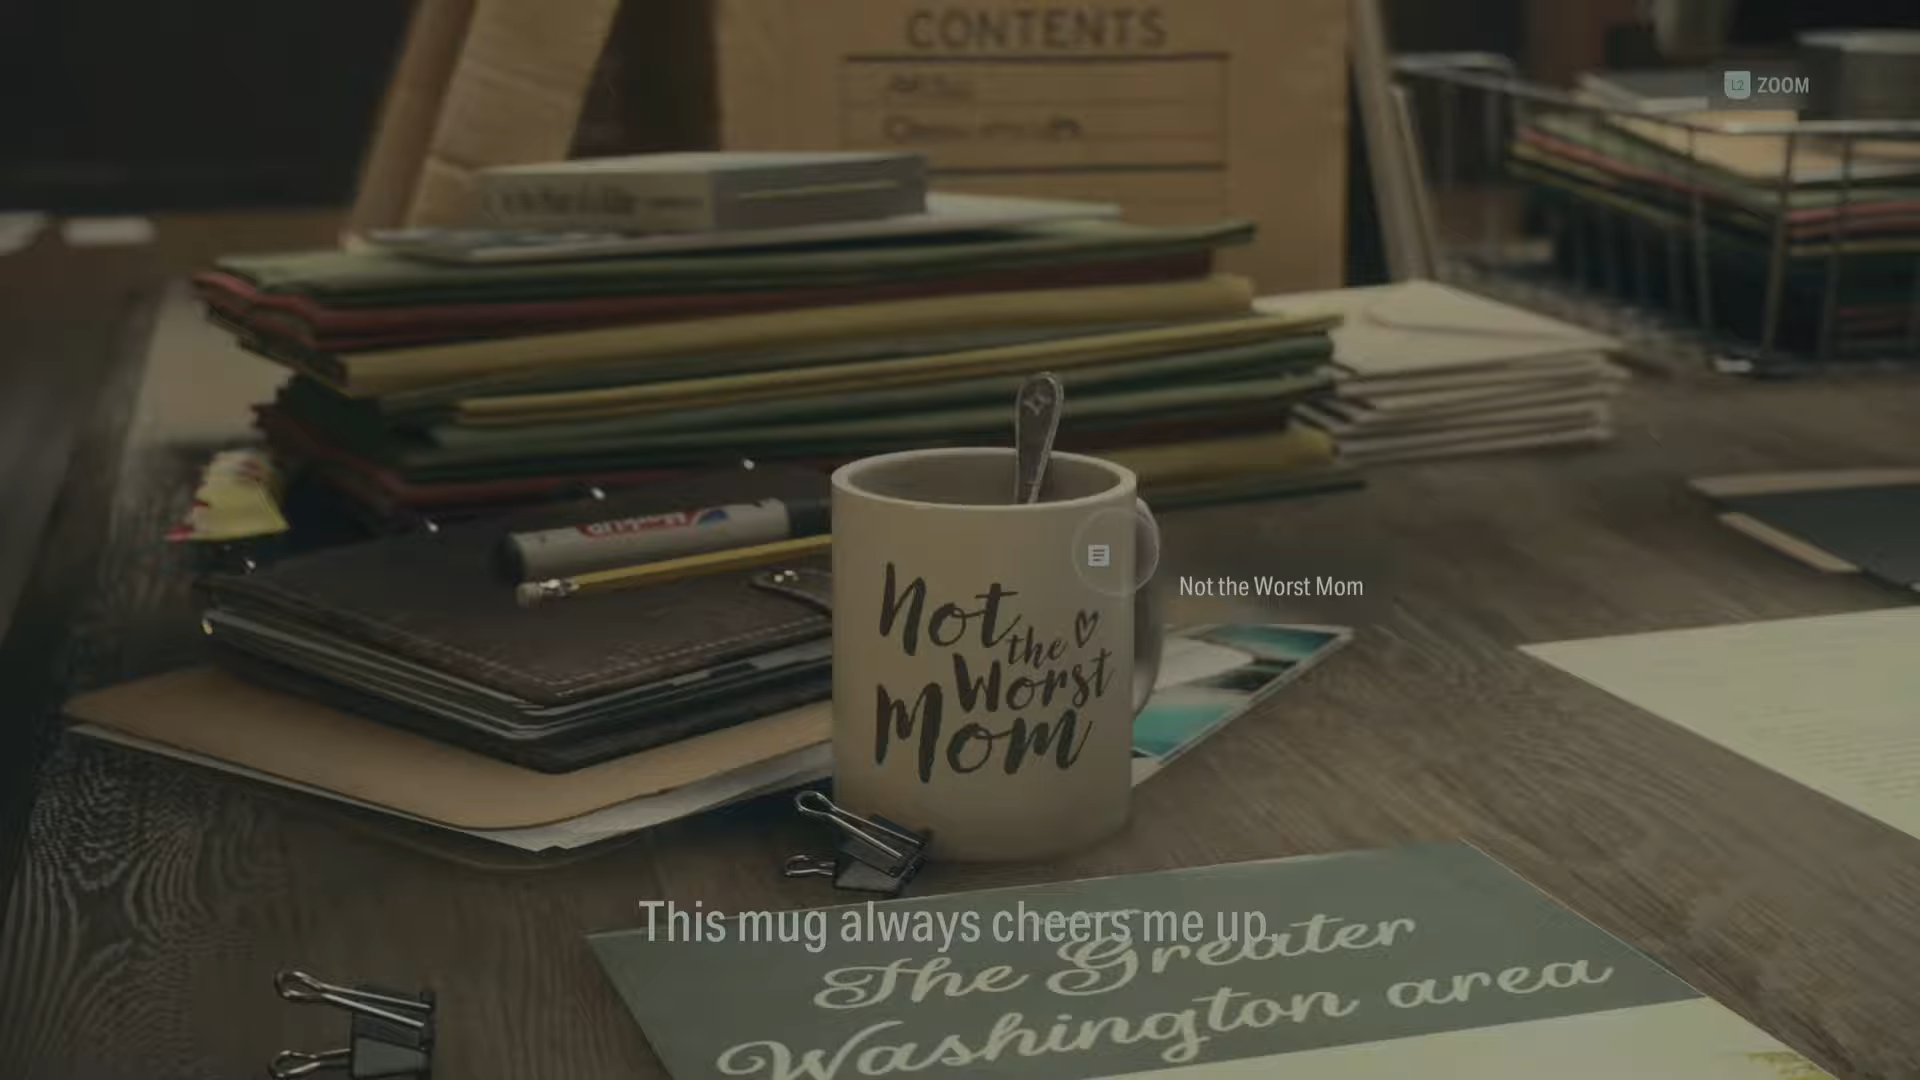 CONTENTS
L2 ZOOM
Not
the
Worst
Mom
Not the Worst Mom
This mug always cheers me up.
The Greater
Washington area